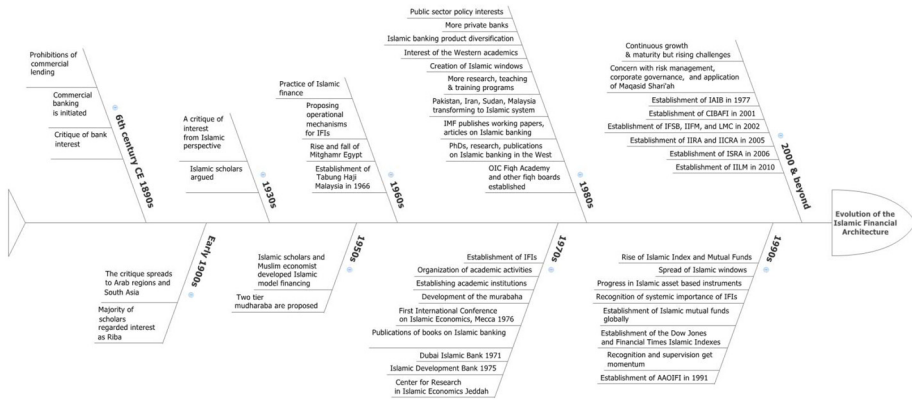 Prohibitions of
commercial
lending
Commercial
banking
is initiated
Critique of bank
interest
6th century CE 1890s
A critique of
interest
from Islamic
perspective
Islamic scholars
argued
1930s
Practice of Islamic
finance
Proposing
operational
mechanisms
for IFIs
Rise and fall of
Mitghamr Egypt
Establishment of
Tabung Haji
Malaysia in 1966
1960s
Public sector policy interests
More private banks
Islamic banking product diversification
Interest of the Western academics
Creation of Islamic windows
More research, teaching
& training programs
Pakistan, Iran, Sudan, Malaysia
transforming to Islamic system
IMF publishes working papers,
articles on Islamic banking
PhDs, research, publications
on Islamic banking in the West
OIC Fiqh Academy
and other fiqh boards
established
1980s
Continuous growth
& maturity but rising challenges
Concern with risk management,
corporate governance, and application
of Maqasid Shari'ah
Establishment of IAIB in 1977
Establishment of CIBAFI in 2001
Establishment of IFSB, IIFM, and LMC in 2002
Establishment of IIRA and IICRA in 2005
Establishment of ISRA in 2006
Establishment of IILM in 2010
2000 & beyond
Evolution of the
Islamic Financial
Architecture
Early 1900s
The critique spreads
to Arab regions and
South Asia
Majority of
scholars
regarded interest
as Riba
1950s
Islamic scholars and
Muslim economist
developed Islamic
model financing
Two tier
mudharaba are proposed
1970s
Establishment of IFIs
Organization of academic activities
Establishing academic institutions
Development of the murabaha
First International Conference
on Islamic Economics, Mecca 1976
Publications of books on Islamic banking
Dubai Islamic Bank 1971
Islamic Development Bank 1975
Center for Research
in Islamic Economics Jeddah
1990s
Rise of Islamic Index and Mutual Funds
Spread of Islamic windows
Progress in Islamic asset based instruments
Recognition of systemic importance of IFIs
Establishment of Islamic mutual funds
globally
Establishment of the Dow Jones
and Financial Times Islamic Indexes
Recognition and supervision get
momentum
Establishment of AAOIFI in 1991